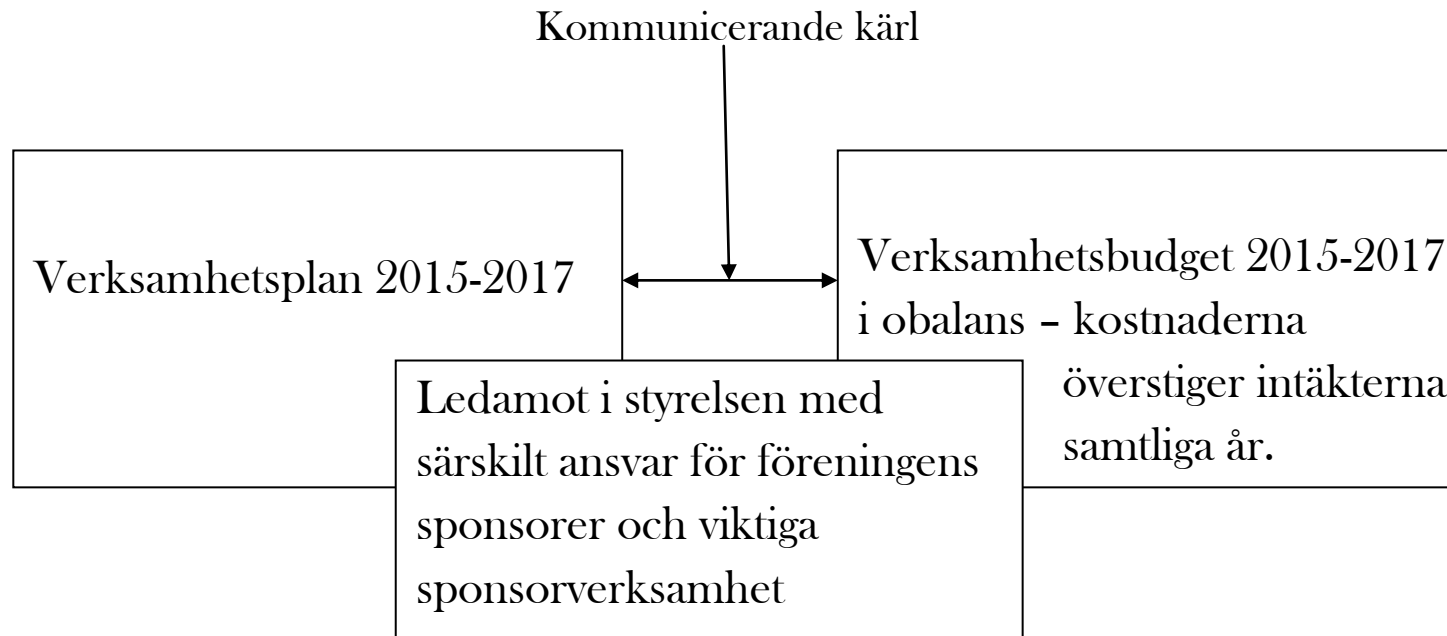 Kommunicerande kärl
Verksamhetsplan 2015-2017
Verksamhetsbudget 2015-2017
i obalans – kostnaderna
överstiger intäkterna
samtliga år.
Ledamot i styrelsen med
särskilt ansvar för föreningens
sponsorer och viktiga
sponsorverksamhet